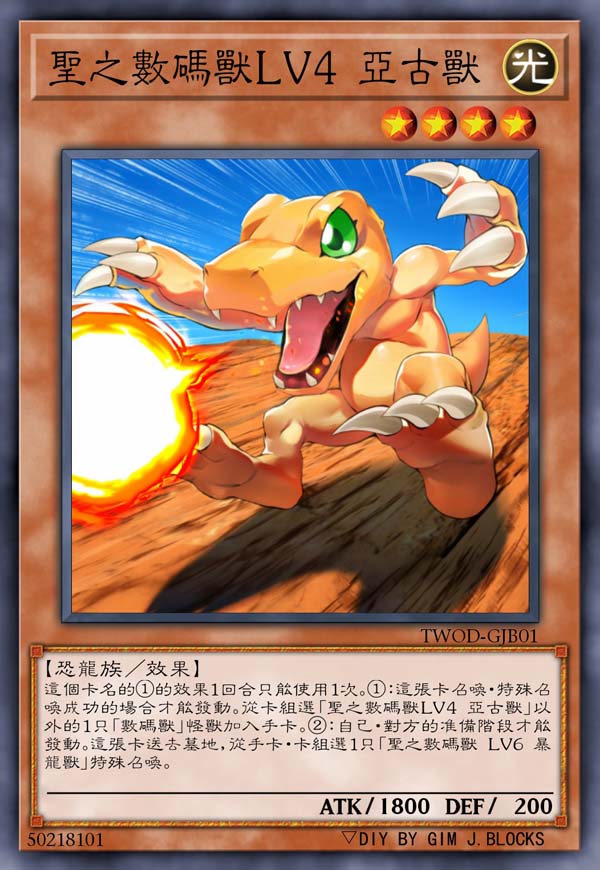 聖之數碼獸LV4 亞古獸
光
TWOD-GJB01
【恐龍族／效果】
這個卡名的①的效果1回合只能使用1次。①：這張卡召喚・特殊召
喚成功的場合才能發動。從卡組選「聖之數碼獸LV4 亞古獸」以
外的1只「數碼獸」怪獸加入手卡。②：自己・對方的准備階段才能
發動。這張卡送去墓地，從手卡・卡組選1只「聖之數碼獸 LV6 暴
龍獸」特殊召喚。
ATK/1800 DEF/ 200
50218101
▽DIY BY GIM J.BLOCKS